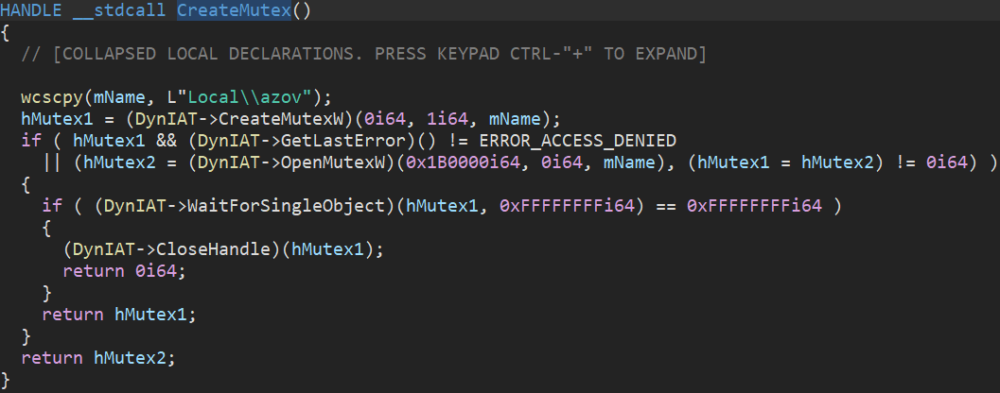 HANDLE __stdcall CreateMutex()
{
  // [COLLAPSED LOCAL DECLARATIONS. PRESS KEYPAD CTRL-"+" TO EXPAND]

  wcscpy(mName, L"Local\\azov");
  hMutex1 = (DynIAT->CreateMutexW)(0i64, 1i64, mName);
  if ( hMutex1 && (DynIAT->GetLastError)() != ERROR_ACCESS_DENIED
    || (hMutex2 = (DynIAT->OpenMutexW)(0x1B0000i64, 0i64, mName), (hMutex1 = hMutex2) != 0i64) )
  {
    if ( (DynIAT->WaitForSingleObject)(hMutex1, 0xFFFFFFFFi64) == 0xFFFFFFFFi64 )
    {
      (DynIAT->CloseHandle)(hMutex1);
      return 0i64;
    }
    return hMutex1;
  }
  return hMutex2;
}